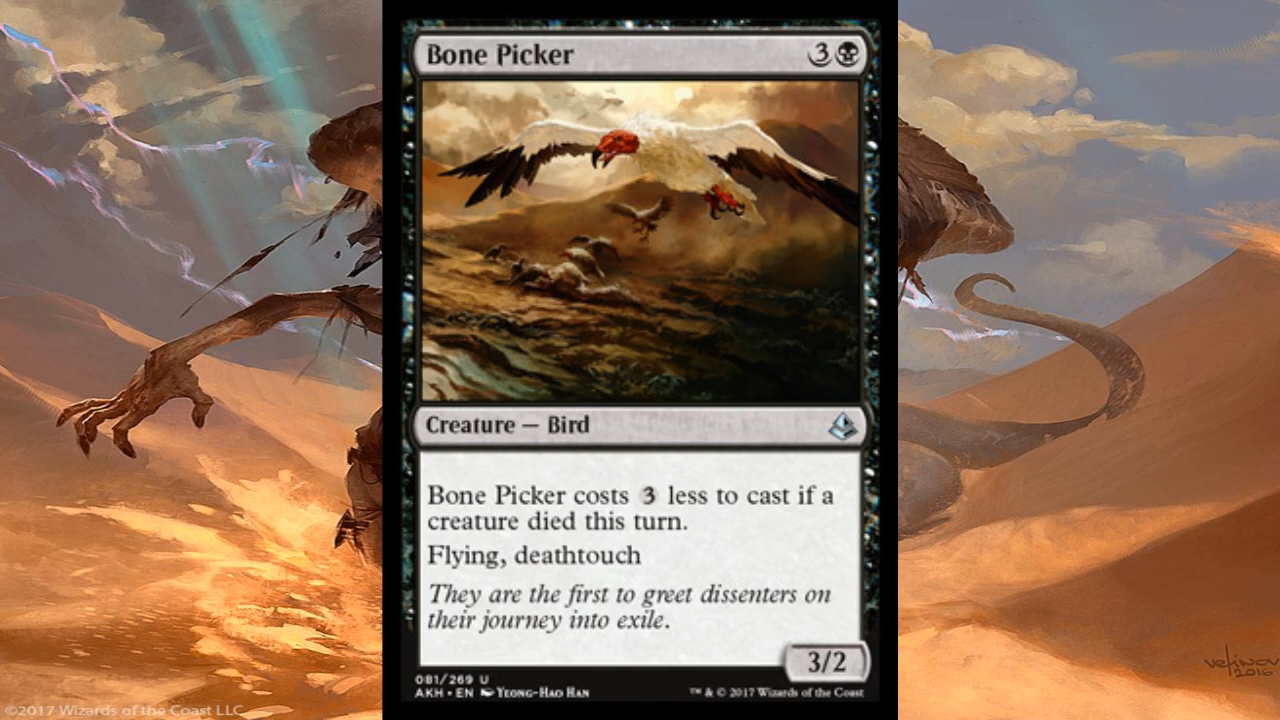 Bone Picker 3
Creature — Bird
Bone Picker costs 3 less to cast if a
creature died this turn.
Flying, deathtouch
They are the first to greet dissenters on
their journey into exile.
3/2
081/269 U
AKH • EN Yeong-Hao Han
™ & © 2017 Wizards of the Coast
©2017 Wizards of the Coast LLC
velinov
2016